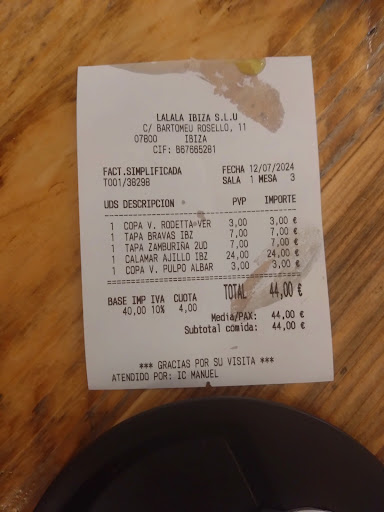 LALALA IBIZA S.L.U
C/ BARTOMEU ROSELLO, 11
07800 IBIZA
CIF: B67665281
FACT.SIMPLIFICADA FECHA 12/07/2024
T001/38298 SALA 1 MESA 3
UDS DESCRIPCION PVP IMPORTE
1 COPA V. RODETTA-VER 3,00 3,00 €
1 TAPA BRAVAS IBZ 7,00 7,00 €
1 TAPA ZAMBURIÑA 2UD 7,00 7,00 €
1 CALAMAR AJILLO IBZ 24,00 24,00 €
1 COPA V. PULPO ALBAR 3,00 3,00 €
BASE IMP IVA CUOTA TOTAL 44,00 €
40,00 10% 4,00
Media/PAX: 44,00 €
Subtotal comida: 44,00 €
*** GRACIAS POR SU VISITA ***
ATENDIDO POR: IC MANUEL